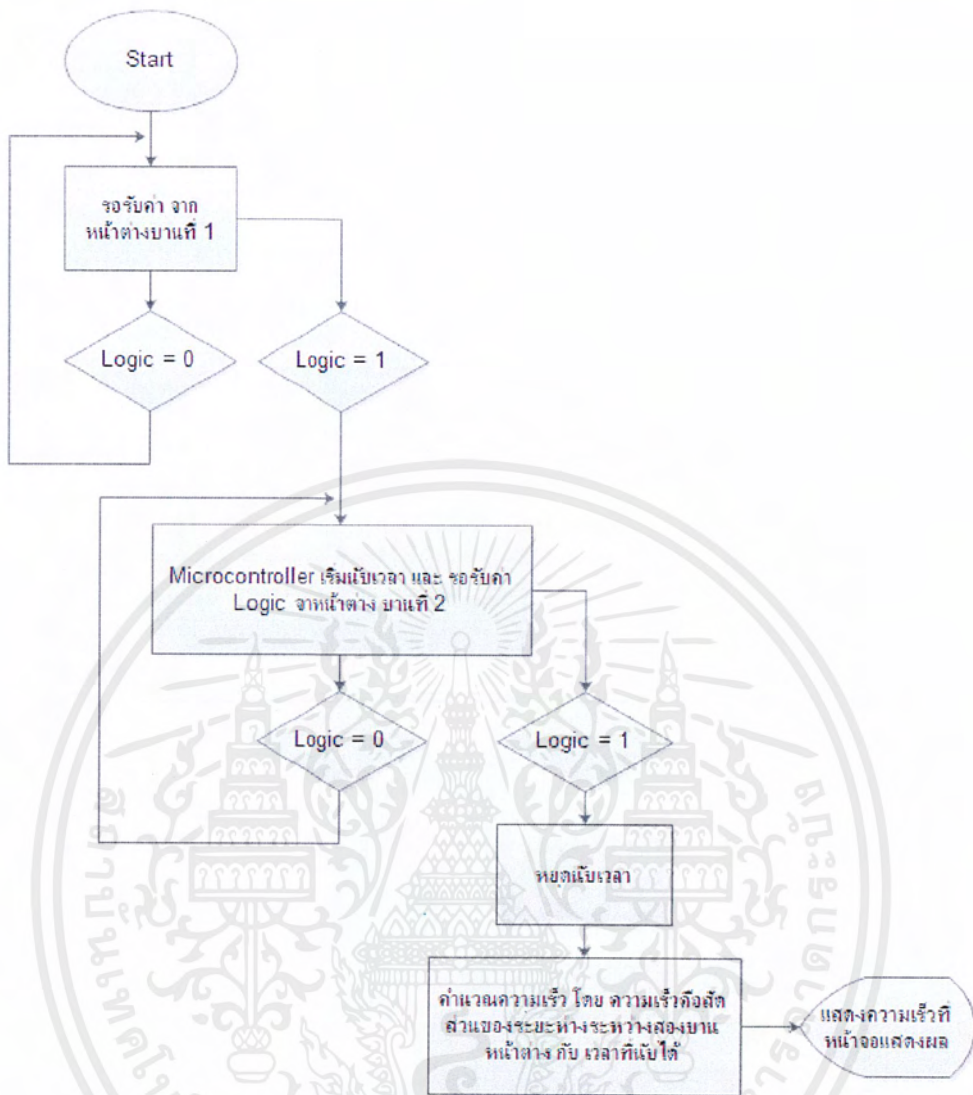 Start
รอรับค่า จาก
หน้าต่างบานที่ 1
Logic = 0
Logic = 1
Microcontroller เริ่มนับเวลา และ รอรับค่า
Logic จาหน้าต่าง บานที่ 2
Logic = 0
Logic = 1
หยุดนับเวลา
คำนวณความเร็ว โดย ความเร็วคือสัด
ส่วนของระยะห่างระหว่างสองบาน
หน้าต่าง กับ เวลาที่นับได้
แสดงความเร็วที่
หน้าจอแสดงผล